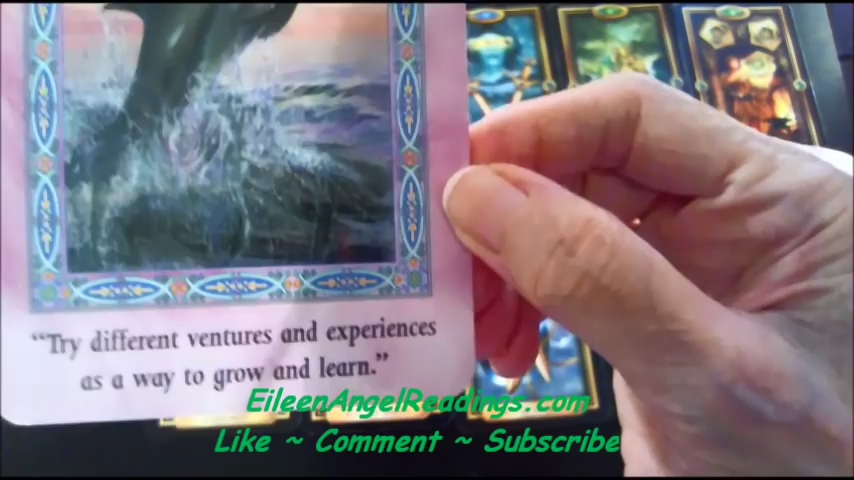 “Try different ventures and experiences
as a way to grow and learn.”
EileenAngelReadings.com
Like ~ Comment ~ Subscribe